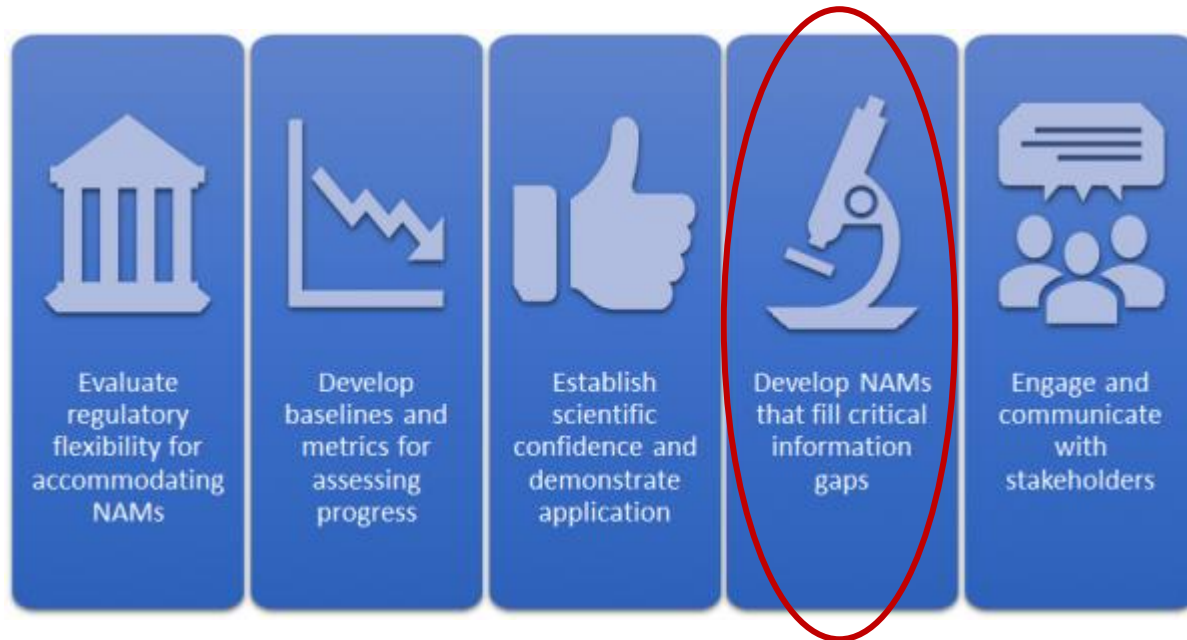 Evaluate
regulatory
flexibility for
accommodating
NAMs
Develop
baselines and
metrics for
assessing
progress
Establish
scientific
confidence and
demonstrate
application
Develop NAMs
that fill critical
information
gaps
Engage and
communicate
with
stakeholders